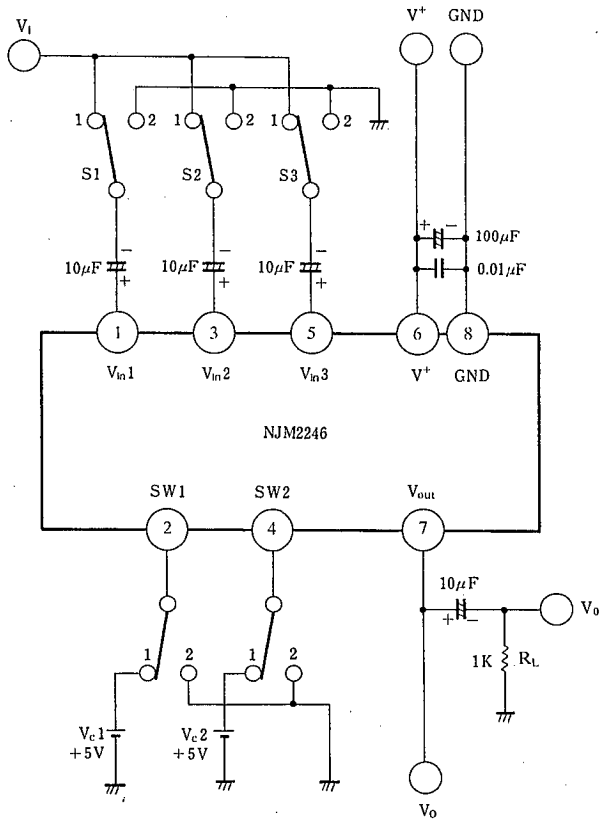 V⁺ GND
V₁
1 2 1 2 1 2
S1 S2 S3
+ − 100μF
0.01μF
− − −
10μF 10μF 10μF
+ + +
1 3 5 6 8
Vin1 Vin2 Vin3 V⁺ GND
NJM2246
SW1 SW2 Vout
2 4 7
10μF
+ − Vo
1 2 1 2
1K RL
Vc1 Vc2
+5V +5V
Vo